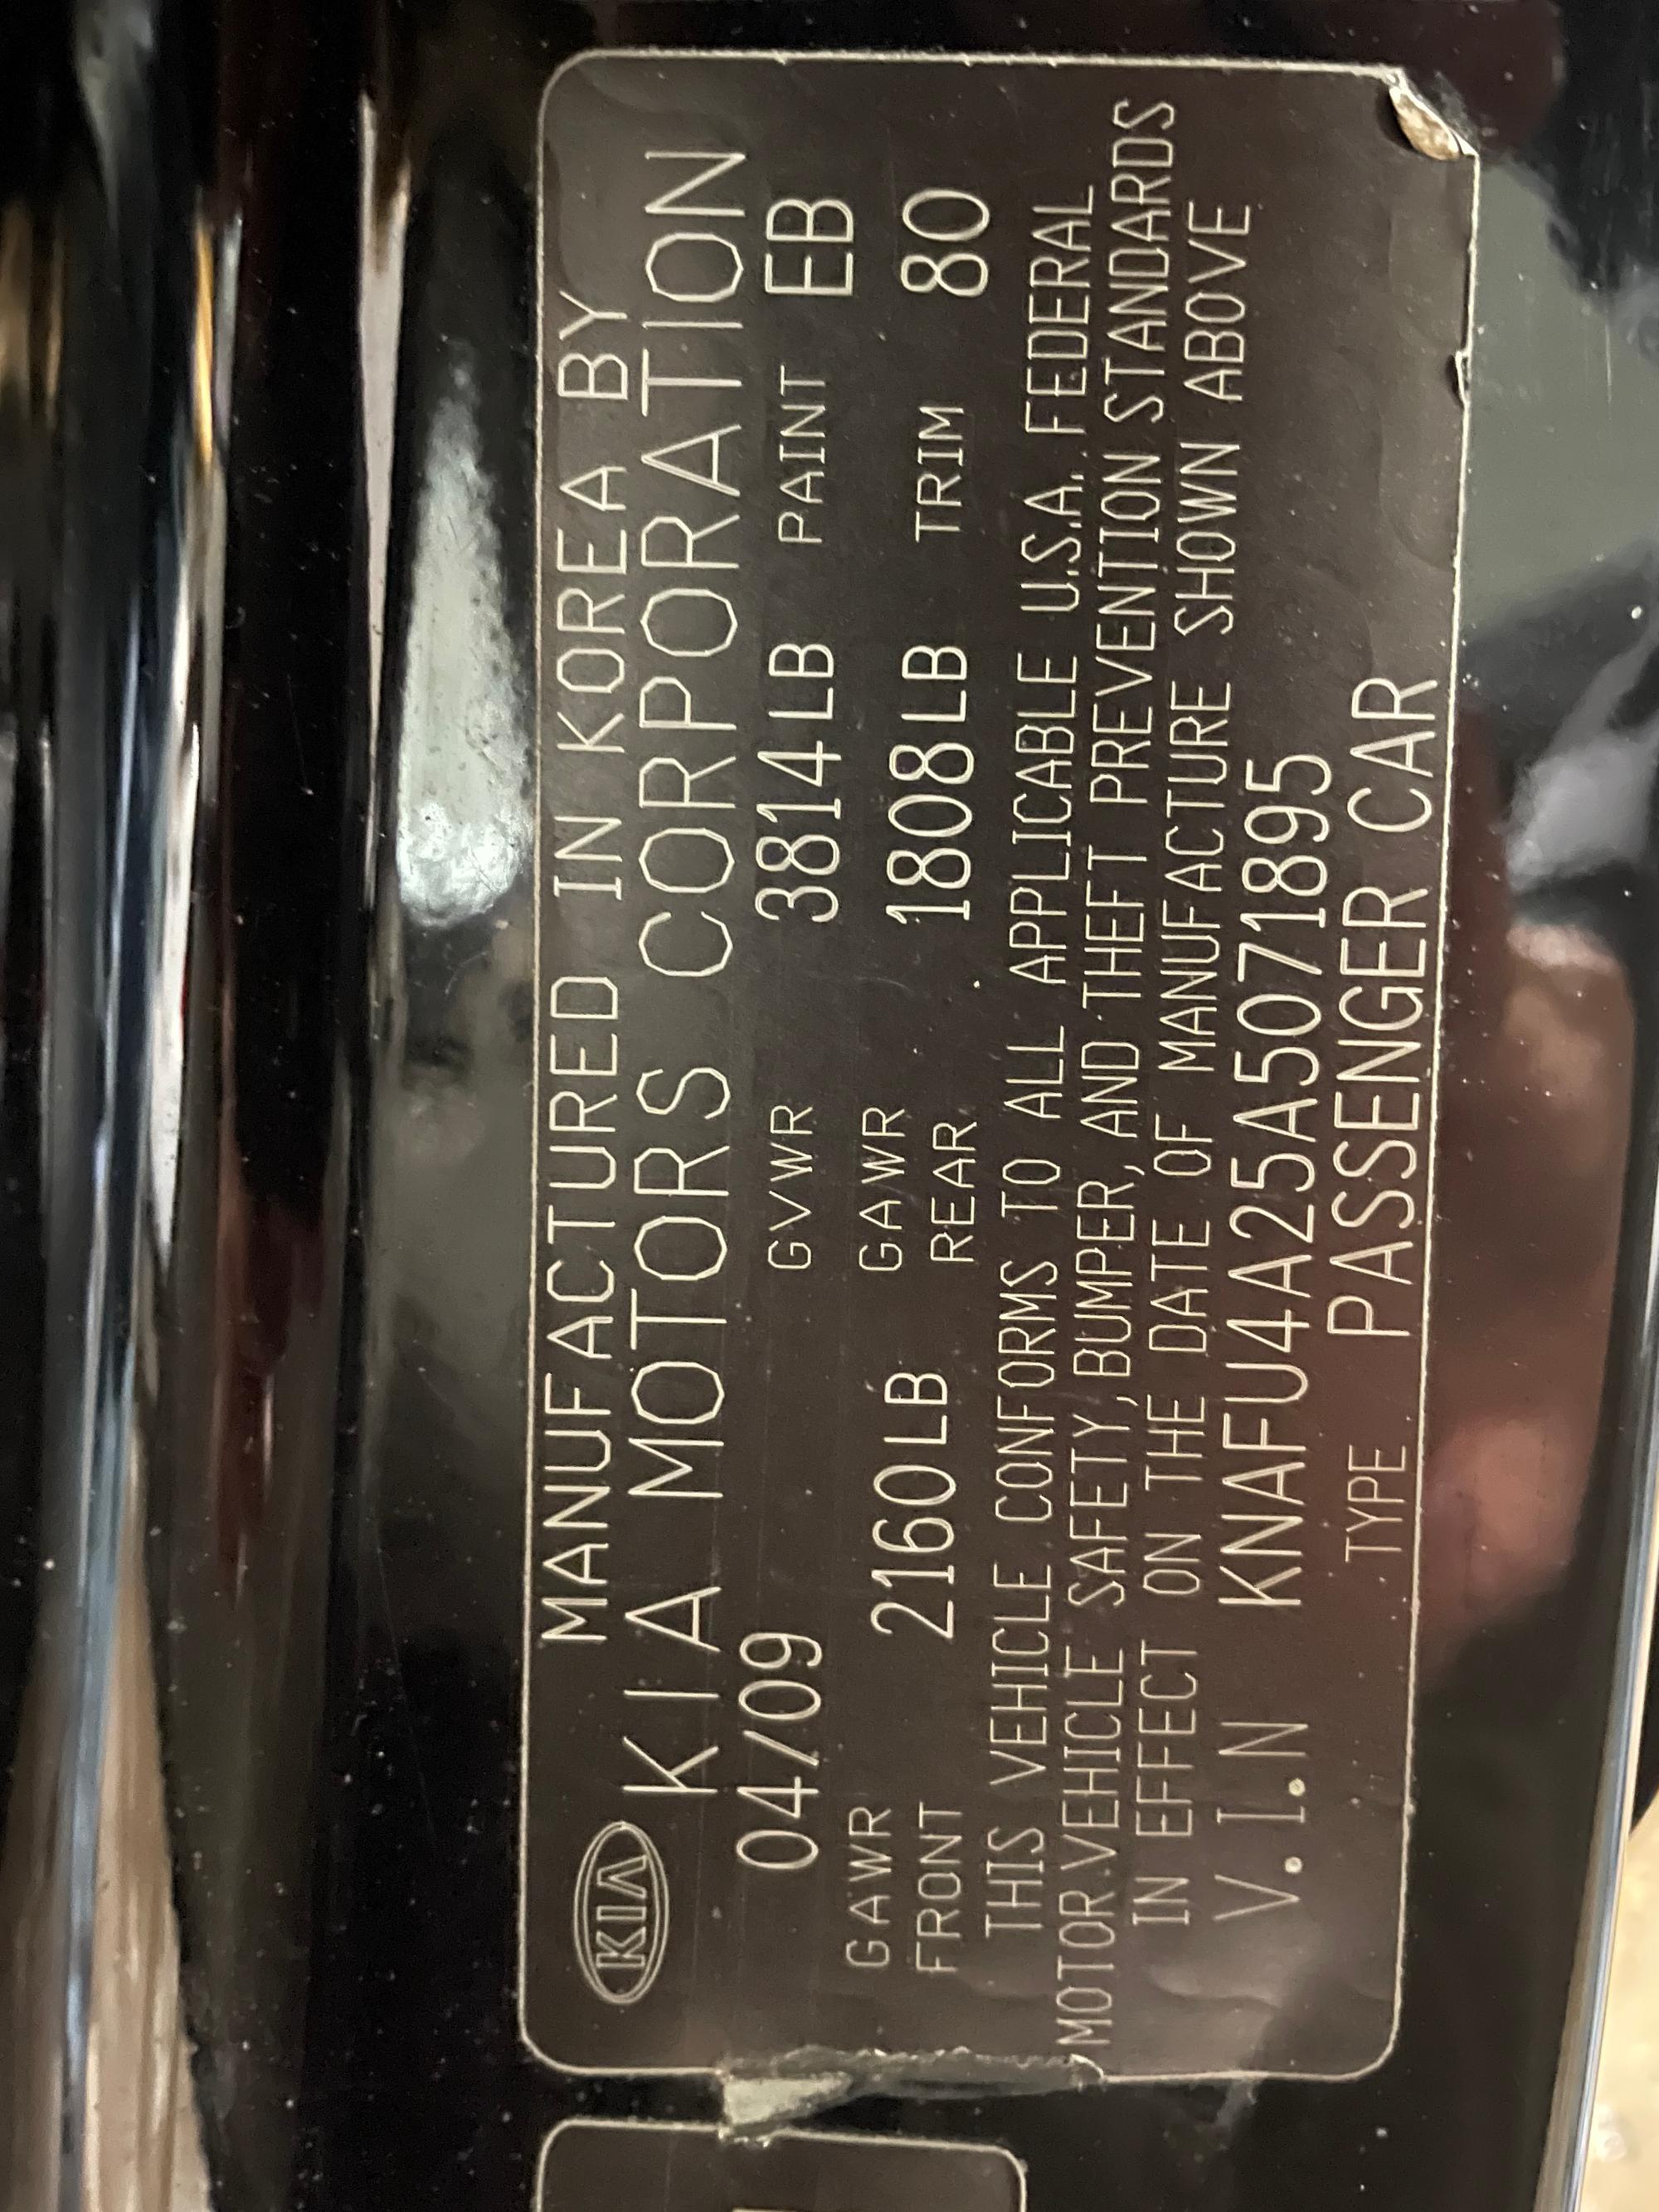 KIA
MANUFACTURED IN KOREA BY
KIA MOTORS CORPORATION
04/09 GVWR 3814LB PAINT EB
GAWR FRONT 2160LB GAWR REAR 1808LB TRIM 80
THIS VEHICLE CONFORMS TO ALL APPLICABLE U.S.A. FEDERAL
MOTOR VEHICLE SAFETY, BUMPER, AND THEFT PREVENTION STANDARDS
IN EFFECT ON THE DATE OF MANUFACTURE SHOWN ABOVE
V.I.N KNAFU4A25A5071895
TYPE PASSENGER CAR